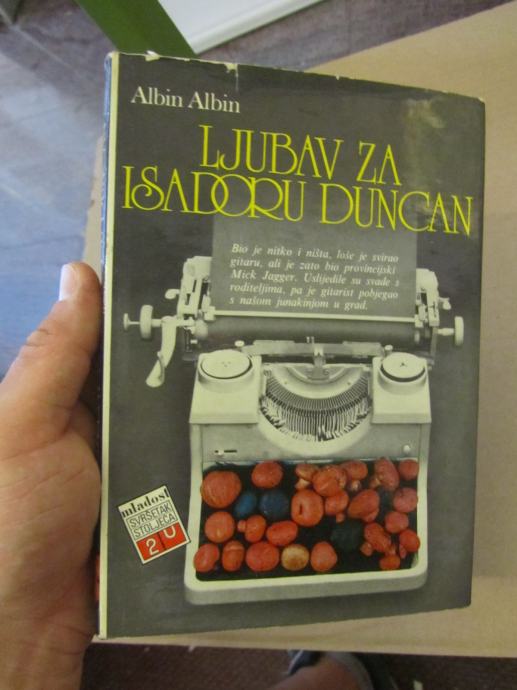 Albin Albin
LJUBAV ZA
ISADORU DUNCAN
Bio je nitko i ništa, loše je svirao
gitaru, ali je zato bio provincijski
Mick Jagger. Uslijedile su svađe s
roditeljima, pa je gitarist pobjegao
s našom junakinjom u grad.
mladost
SVRŠETAK
STOLJEĆA
20